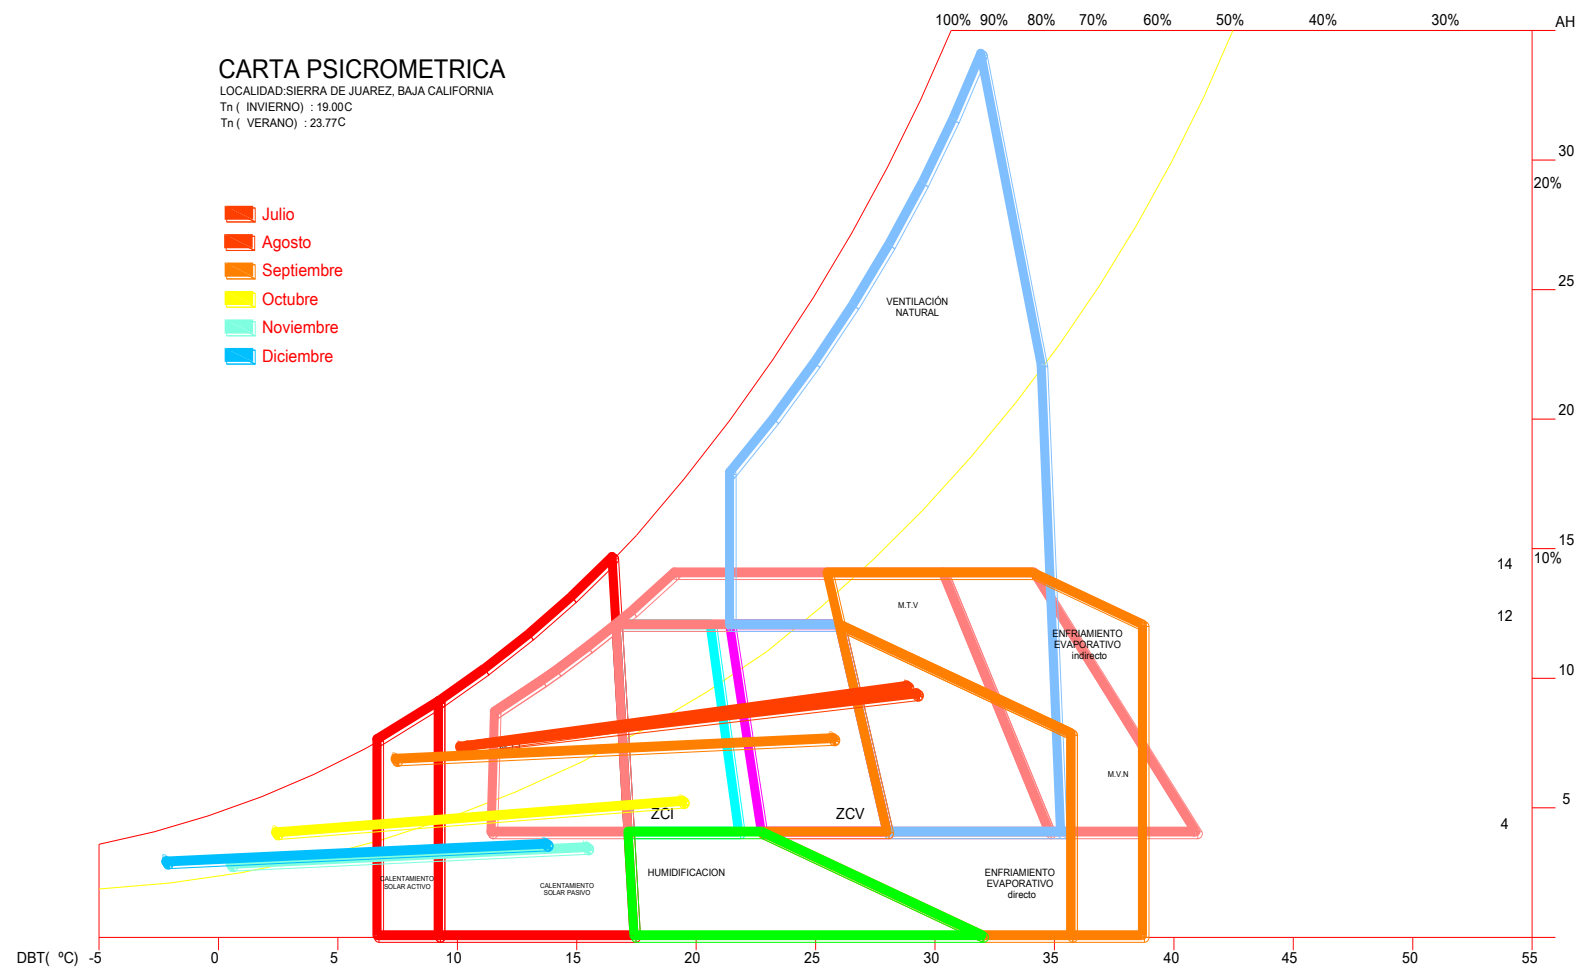 100% 90% 80% 70% 60% 50% 40% 30% AH
CARTA PSICROMETRICA
LOCALIDAD:SIERRA DE JUAREZ, BAJA CALIFORNIA
Tn ( INVIERNO) : 19.00C
Tn ( VERANO) : 23.77C
30
20%
Julio
Agosto
Septiembre
Octubre
Noviembre
Diciembre
25
VENTILACIÓN
NATURAL
20
15
10%
14
12
M.T.V
ENFRIAMIENTO
EVAPORATIVO
indirecto
10
M.V.N
5
4
ZCI
ZCV
HUMIDIFICACION
ENFRIAMIENTO
EVAPORATIVO
directo
CALENTAMIENTO
SOLAR ACTIVO
CALENTAMIENTO
SOLAR PASIVO
DBT( ºC) -5 0 5 10 15 20 25 30 35 40 45 50 55